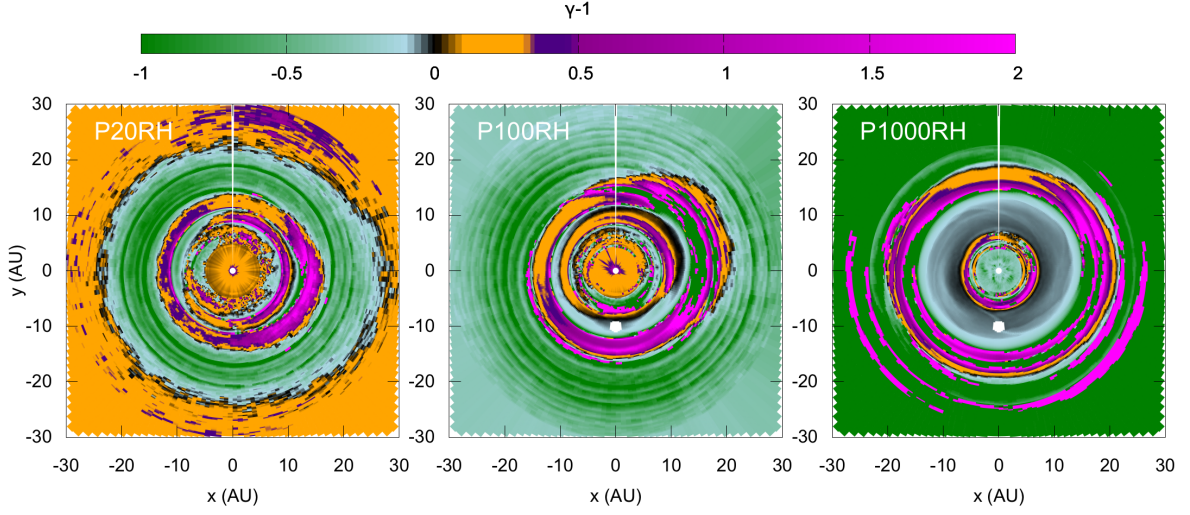 γ-1
-1 -0.5 0 0.5 1 1.5 2
P20RH
P100RH
P1000RH
30 30 30
20 20 20
10 10 10
y (AU)
0 0 0
-10 -10 -10
-20 -20 -20
-30 -30 -30
-30 -20 -10 0 10 20 30 -30 -20 -10 0 10 20 30 -30 -20 -10 0 10 20 30
x (AU) x (AU) x (AU)